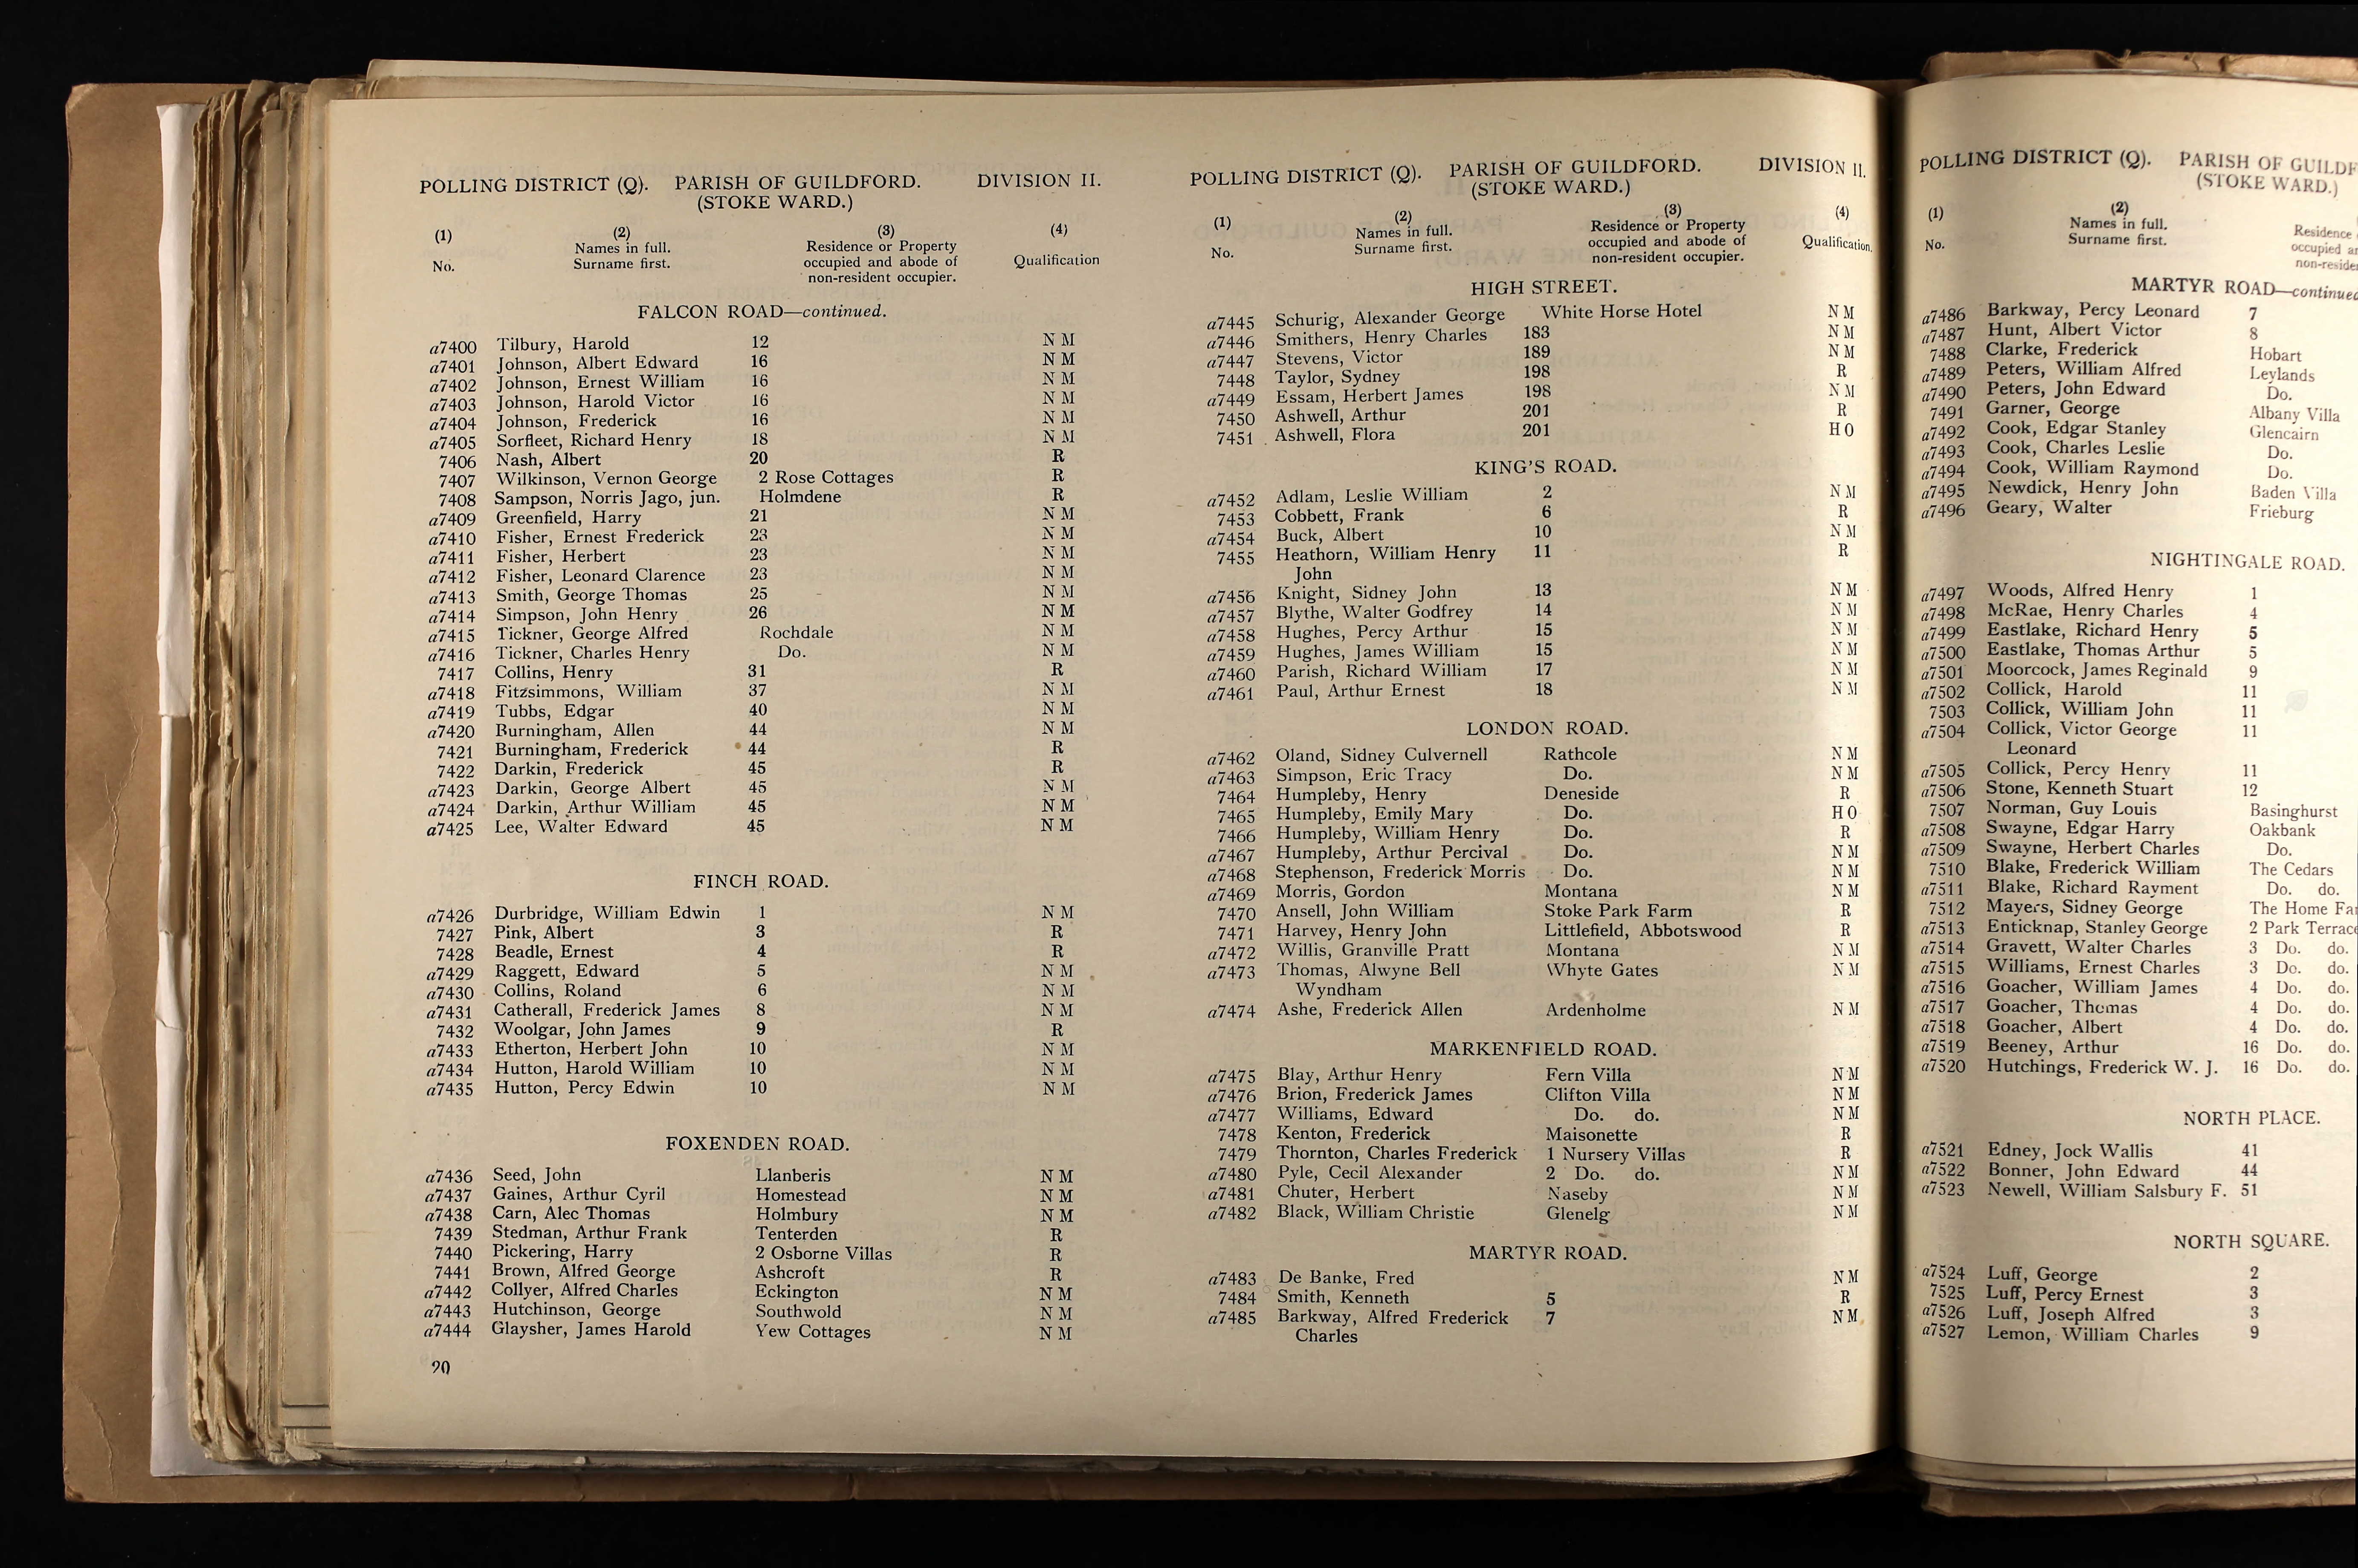 POLLING DISTRICT (Q). PARISH OF GUILDFORD. DIVISION II.
(STOKE WARD.)
(1) (2) (3) (4)
Names in full. Residence or Property
No. Surname first. occupied and abode of Qualification
non-resident occupier.
FALCON ROAD—continued.
a7400 Tilbury, Harold 12 N M
a7401 Johnson, Albert Edward 16 N M
a7402 Johnson, Ernest William 16 N M
a7403 Johnson, Harold Victor 16 N M
a7404 Johnson, Frederick 16 N M
a7405 Sorfleet, Richard Henry 18 N M
7406 Nash, Albert 20 R
7407 Wilkinson, Vernon George 2 Rose Cottages R
7408 Sampson, Norris Jago, jun. Holmdene R
a7409 Greenfield, Harry 21 N M
a7410 Fisher, Ernest Frederick 23 N M
a7411 Fisher, Herbert 23 N M
a7412 Fisher, Leonard Clarence 23 N M
a7413 Smith, George Thomas 25 N M
a7414 Simpson, John Henry 26 N M
a7415 Tickner, George Alfred Rochdale N M
a7416 Tickner, Charles Henry Do. N M
7417 Collins, Henry 31 R
a7418 Fitzsimmons, William 37 N M
a7419 Tubbs, Edgar 40 N M
a7420 Burningham, Allen 44 N M
7421 Burningham, Frederick 44 R
7422 Darkin, Frederick 45 R
a7423 Darkin, George Albert 45 N M
a7424 Darkin, Arthur William 45 N M
a7425 Lee, Walter Edward 45 N M
FINCH ROAD.
a7426 Durbridge, William Edwin 1 N M
7427 Pink, Albert 3 R
7428 Beadle, Ernest 4 R
a7429 Raggett, Edward 5 N M
a7430 Collins, Roland 6 N M
a7431 Catherall, Frederick James 8 N M
7432 Woolgar, John James 9 R
a7433 Etherton, Herbert John 10 N M
a7434 Hutton, Harold William 10 N M
a7435 Hutton, Percy Edwin 10 N M
FOXENDEN ROAD.
a7436 Seed, John Llanberis N M
a7437 Gaines, Arthur Cyril Homestead N M
a7438 Carn, Alec Thomas Holmbury N M
7439 Stedman, Arthur Frank Tenterden R
7440 Pickering, Harry 2 Osborne Villas R
7441 Brown, Alfred George Ashcroft R
a7442 Collyer, Alfred Charles Eckington N M
a7443 Hutchinson, George Southwold N M
a7444 Glaysher, James Harold Yew Cottages N M
20
POLLING DISTRICT (Q). PARISH OF GUILDFORD. DIVISION II.
(STOKE WARD.)
(1) (2) (3) (4)
Names in full. Residence or Property
No. Surname first. occupied and abode of Qualification.
non-resident occupier.
HIGH STREET.
a7445 Schurig, Alexander George White Horse Hotel N M
a7446 Smithers, Henry Charles 183 N M
a7447 Stevens, Victor 189 N M
7448 Taylor, Sydney 198 R
a7449 Essam, Herbert James 198 N M
7450 Ashwell, Arthur 201 R
7451 Ashwell, Flora 201 H O
KING'S ROAD.
a7452 Adlam, Leslie William 2 N M
7453 Cobbett, Frank 6 R
a7454 Buck, Albert 10 N M
7455 Heathorn, William Henry 11 R
John
a7456 Knight, Sidney John 13 N M
a7457 Blythe, Walter Godfrey 14 N M
a7458 Hughes, Percy Arthur 15 N M
a7459 Hughes, James William 15 N M
a7460 Parish, Richard William 17 N M
a7461 Paul, Arthur Ernest 18 N M
LONDON ROAD.
a7462 Oland, Sidney Culvernell Rathcole N M
a7463 Simpson, Eric Tracy Do. N M
7464 Humpleby, Henry Deneside R
7465 Humpleby, Emily Mary Do. H O
7466 Humpleby, William Henry Do. R
a7467 Humpleby, Arthur Percival Do. N M
a7468 Stephenson, Frederick Morris Do. N M
a7469 Morris, Gordon Montana N M
7470 Ansell, John William Stoke Park Farm R
7471 Harvey, Henry John Littlefield, Abbotswood R
a7472 Willis, Granville Pratt Montana N M
a7473 Thomas, Alwyne Bell Whyte Gates N M
Wyndham
a7474 Ashe, Frederick Allen Ardenholme N M
MARKENFIELD ROAD.
a7475 Blay, Arthur Henry Fern Villa N M
a7476 Brion, Frederick James Clifton Villa N M
a7477 Williams, Edward Do. do. N M
7478 Kenton, Frederick Maisonette R
7479 Thornton, Charles Frederick 1 Nursery Villas R
a7480 Pyle, Cecil Alexander 2 Do. do. N M
a7481 Chuter, Herbert Naseby N M
a7482 Black, William Christie Glenelg N M
MARTYR ROAD.
a7483 De Banke, Fred N M
7484 Smith, Kenneth 5 R
a7485 Barkway, Alfred Frederick 7 N M
Charles
POLLING DISTRICT (Q). PARISH OF GUILDF
(STOKE WARD.)
(1) (2)
Names in full. Residence
No. Surname first. occupied a
non-reside
MARTYR ROAD—continued
a7486 Barkway, Percy Leonard 7
a7487 Hunt, Albert Victor 8
7488 Clarke, Frederick Hobart
a7489 Peters, William Alfred Leylands
a7490 Peters, John Edward Do.
7491 Garner, George Albany Villa
a7492 Cook, Edgar Stanley Glencairn
a7493 Cook, Charles Leslie Do.
a7494 Cook, William Raymond Do.
a7495 Newdick, Henry John Baden Villa
a7496 Geary, Walter Frieburg
NIGHTINGALE ROAD.
a7497 Woods, Alfred Henry 1
a7498 McRae, Henry Charles 4
a7499 Eastlake, Richard Henry 5
a7500 Eastlake, Thomas Arthur 5
a7501 Moorcock, James Reginald 9
a7502 Collick, Harold 11
7503 Collick, William John 11
a7504 Collick, Victor George 11
Leonard
a7505 Collick, Percy Henry 11
a7506 Stone, Kenneth Stuart 12
7507 Norman, Guy Louis Basinghurst
a7508 Swayne, Edgar Harry Oakbank
a7509 Swayne, Herbert Charles Do.
7510 Blake, Frederick William The Cedars
a7511 Blake, Richard Rayment Do. do.
7512 Mayers, Sidney George The Home Fa
a7513 Enticknap, Stanley George 2 Park Terrac
a7514 Gravett, Walter Charles 3 Do. do.
a7515 Williams, Ernest Charles 3 Do. do.
a7516 Goacher, William James 4 Do. do.
a7517 Goacher, Thomas 4 Do. do.
a7518 Goacher, Albert 4 Do. do.
a7519 Beeney, Arthur 16 Do. do.
a7520 Hutchings, Frederick W. J. 16 Do. do.
NORTH PLACE.
a7521 Edney, Jock Wallis 41
a7522 Bonner, John Edward 44
a7523 Newell, William Salsbury F. 51
NORTH SQUARE.
a7524 Luff, George 2
7525 Luff, Percy Ernest 3
a7526 Luff, Joseph Alfred 3
a7527 Lemon, William Charles 9